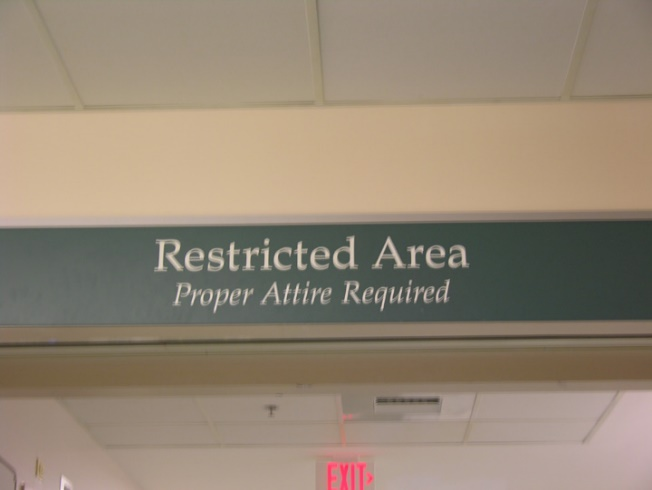 Restricted Area
Proper Attire Required
EXIT